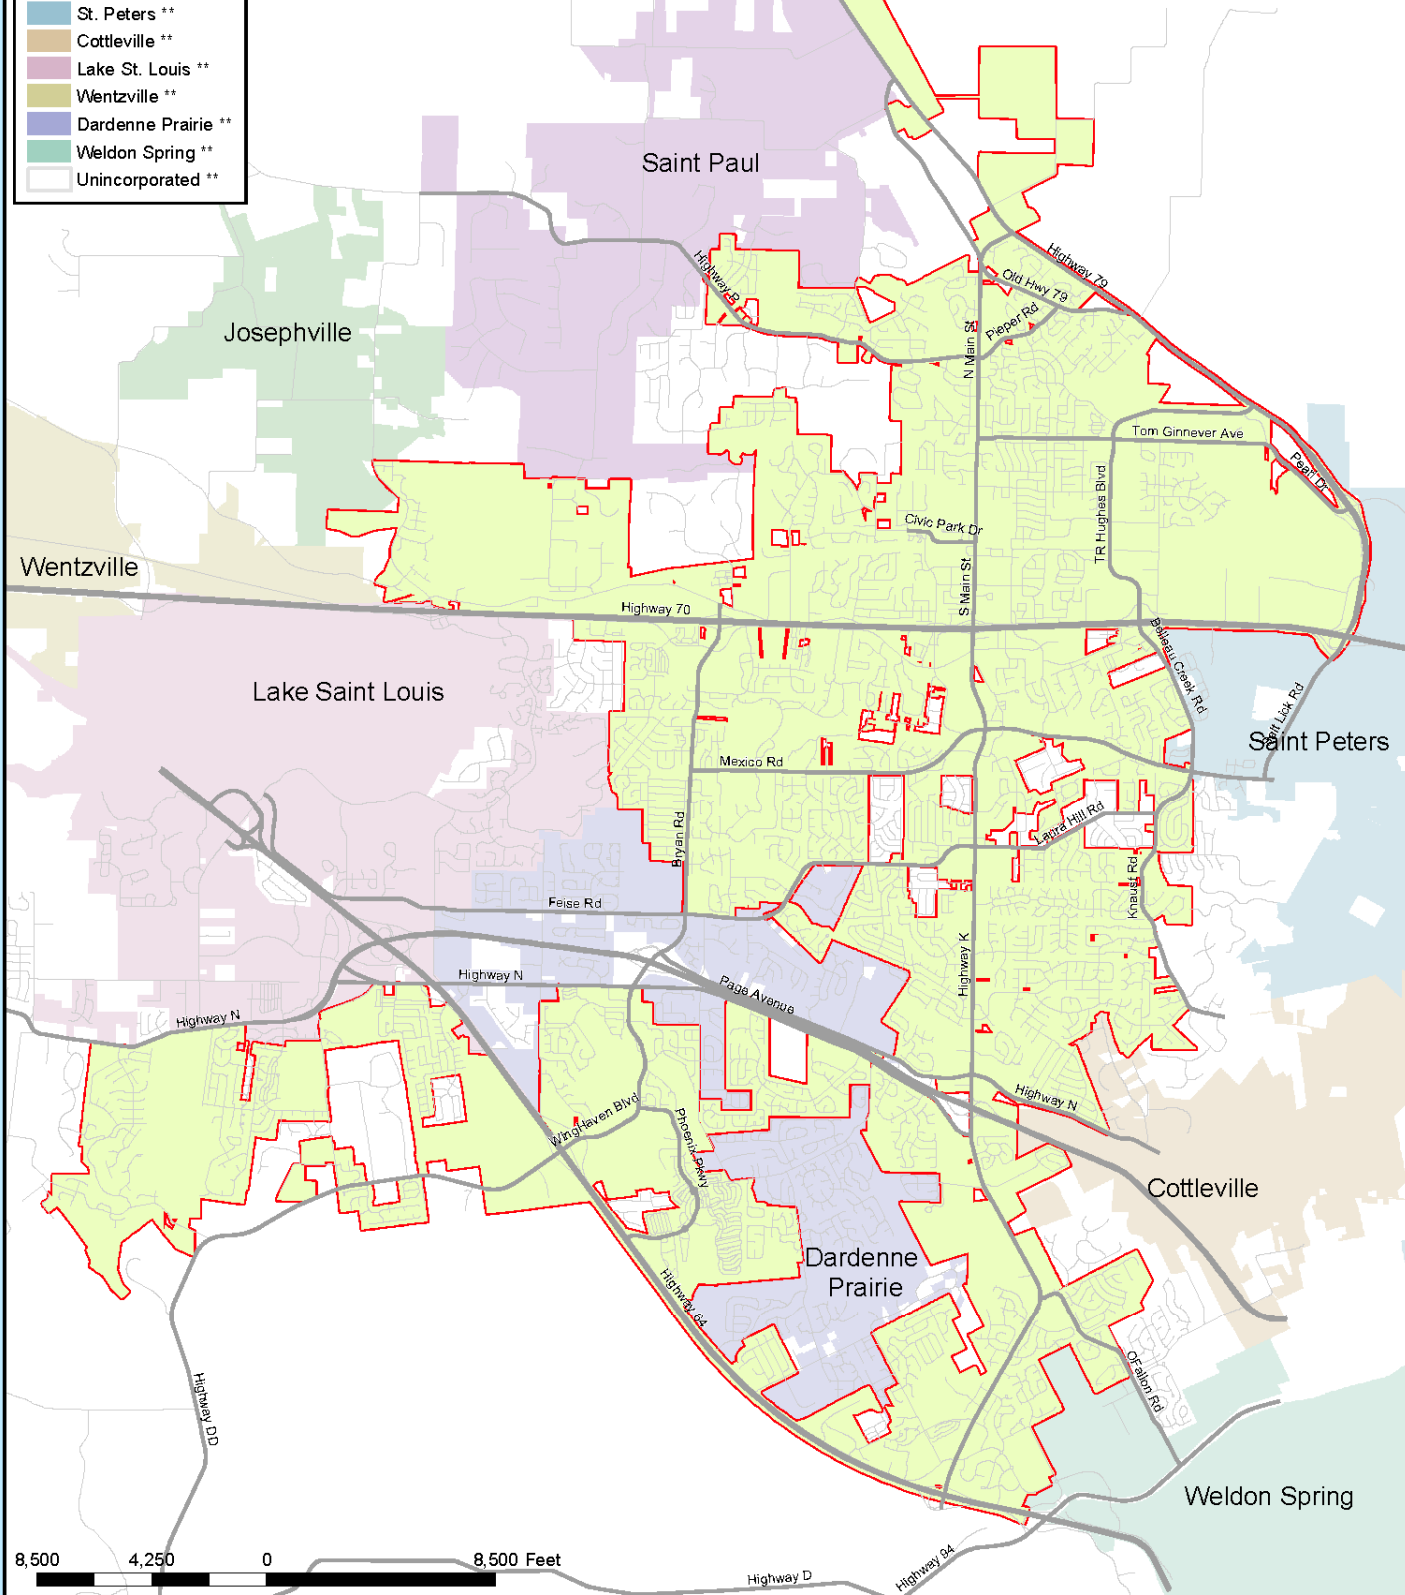 St. Peters **
Cottleville **
Lake St. Louis **
Wentzville **
Dardenne Prairie **
Weldon Spring **
Unincorporated **
Saint Paul
Highway 79
Highway P
Old Hwy 79
Pieper Rd
Josephville
N Main St
Tom Ginnever Ave
Pearl Dr
TR Hughes Blvd
Civic Park Dr
Wentzville
S Main St
Highway 70
Belleau Creek Rd
Lake Saint Louis
Salt Lick Rd
Saint Peters
Mexico Rd
Bryan Rd
Laura Hill Rd
Knaust Rd
Feise Rd
Highway K
Highway N
Page Avenue
Highway N
Highway N
WingHaven Blvd
Phoenix Pkwy
Cottleville
Dardenne
Prairie
Highway 64
OFallon Rd
Highway DD
Weldon Spring
8,500 4,250 0 8,500 Feet
Highway D
Highway 94